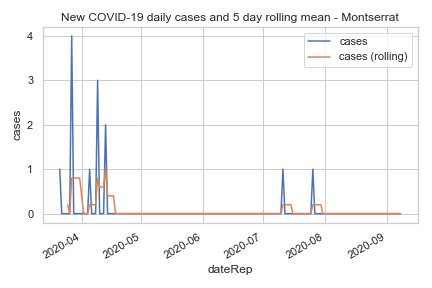 New COVID-19 daily cases and 5 day rolling mean - Montserrat
cases
cases (rolling)
4
3
2
1
0
cases
2020-04
2020-05
2020-06
2020-07
2020-08
2020-09
dateRep